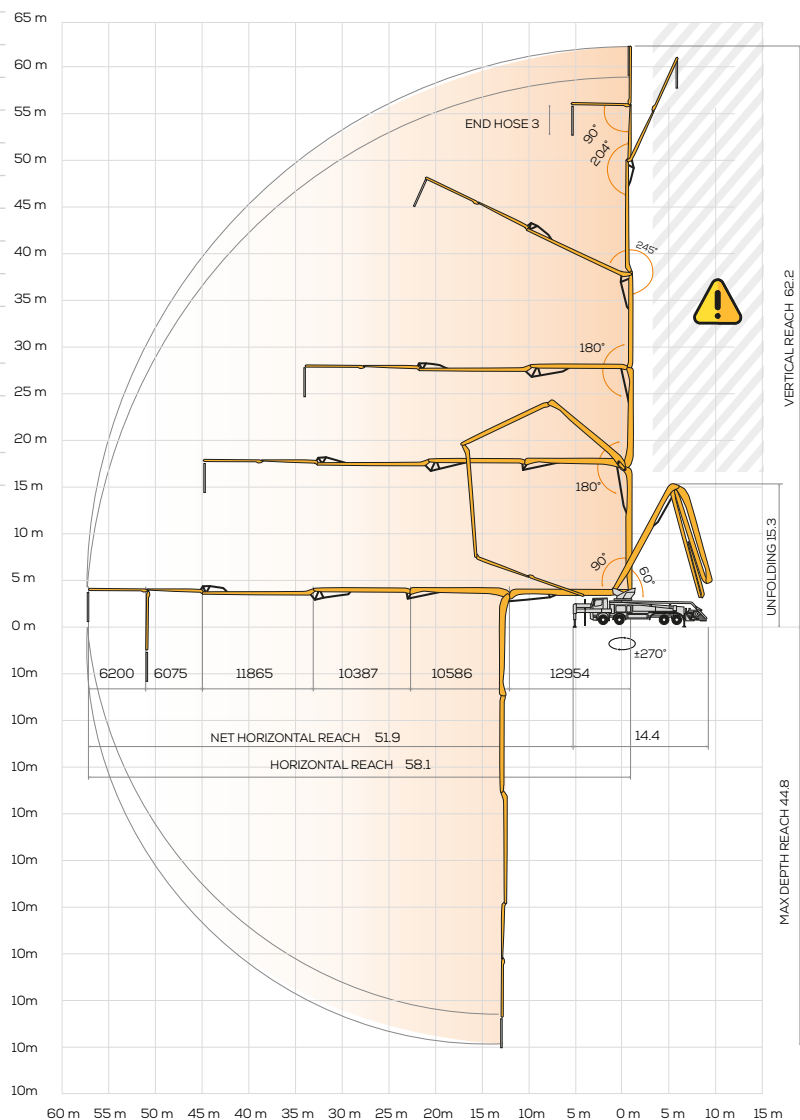 65 m
60 m
55 m
50 m
45 m
40 m
35 m
30 m
25 m
20 m
15 m
10 m
5 m
0 m
10m
10m
10m
10m
10m
10m
10m
10m
10m
10m
END HOSE 3
90°
204°
245°
180°
180°
90°
60°
±270°
VERTICAL REACH 62.2
UNFOLDING 15.3
MAX DEPTH REACH 44.8
6200 6075 11865 10387 10586 12954
NET HORIZONTAL REACH 51.9
14.4
HORIZONTAL REACH 58.1
60 m 55 m 50 m 45 m 40 m 35 m 30 m 25 m 20m 15 m 10m 5 m 0 m 5 m 10 m 15 m